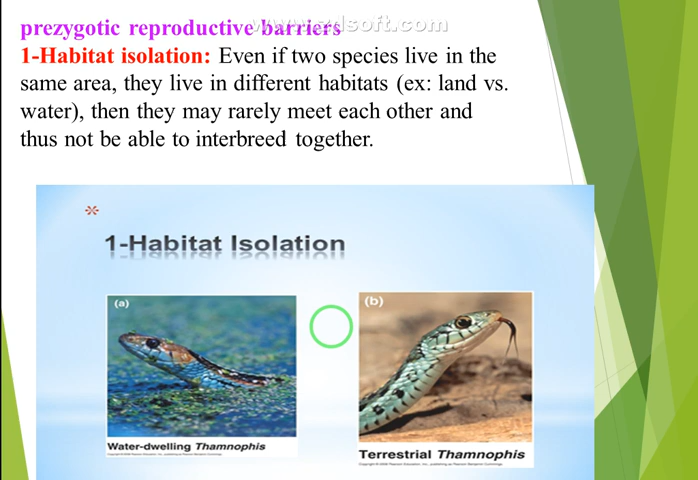 prezygotic reproductive barriers
1-Habitat isolation: Even if two species live in the
same area, they live in different habitats (ex: land vs.
water), then they may rarely meet each other and
thus not be able to interbreed together.
*
1-Habitat Isolation
(a)
(b)
Water-dwelling Thamnophis
Terrestrial Thamnophis